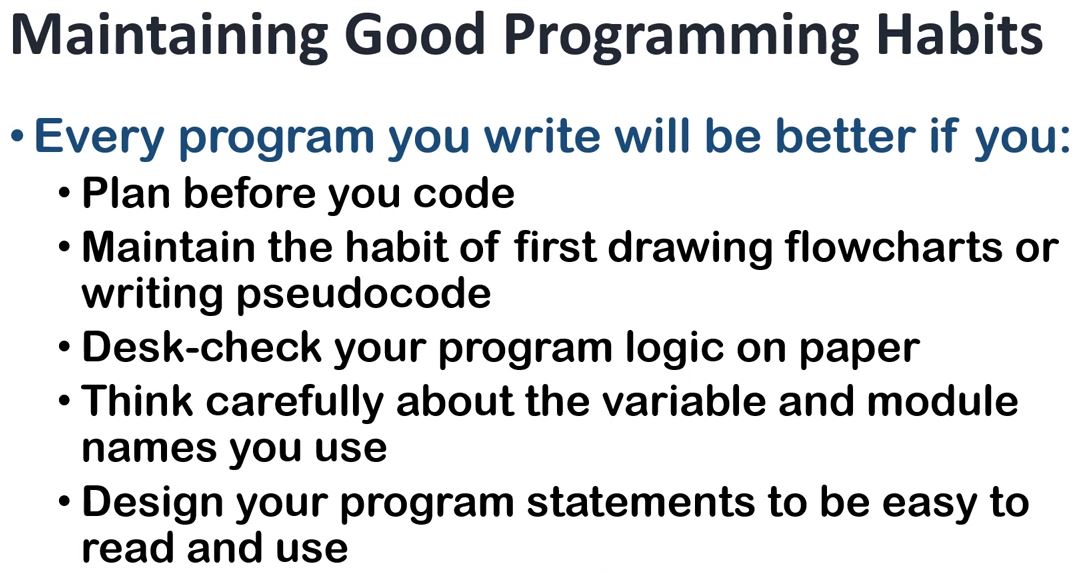 Maintaining Good Programming Habits
• Every program you write will be better if you:
• Plan before you code
• Maintain the habit of first drawing flowcharts or
writing pseudocode
• Desk-check your program logic on paper
• Think carefully about the variable and module
names you use
• Design your program statements to be easy to
read and use